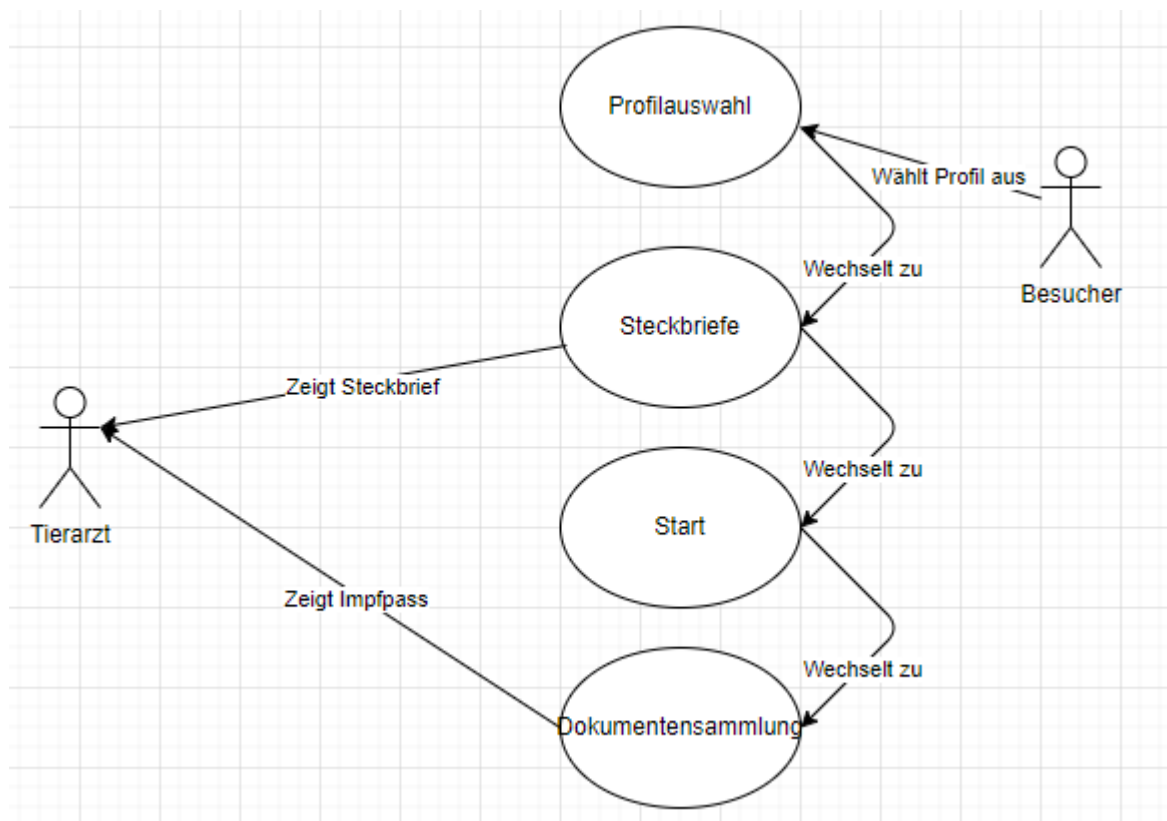 Profilauswahl
Wählt Profil aus
Wechselt zu
Besucher
Steckbriefe
Zeigt Steckbrief
Wechselt zu
Start
Tierarzt
Zeigt Impfpass
Wechselt zu
Dokumentensammlung